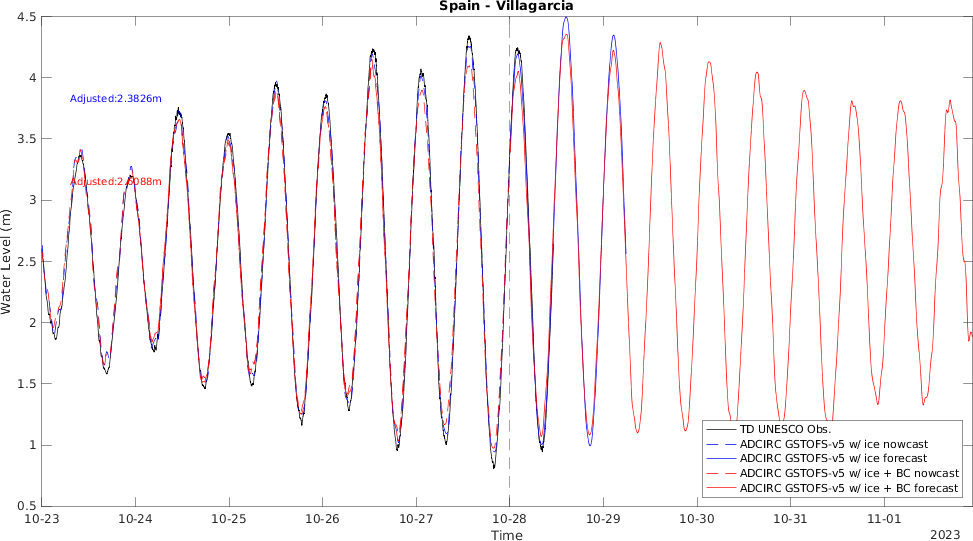 Spain - Villagarcia
4.5
4
3.5
3
2.5
2
1.5
1
0.5
Water Level (m)
Adjusted:2.3826m
Adjusted:2.6088m
TD UNESCO Obs.
ADCIRC GSTOFS-v5 w/ ice nowcast
ADCIRC GSTOFS-v5 w/ ice forecast
ADCIRC GSTOFS-v5 w/ ice + BC nowcast
ADCIRC GSTOFS-v5 w/ ice + BC forecast
10-23 10-24 10-25 10-26 10-27 10-28 10-29 10-30 10-31 11-01
Time
2023